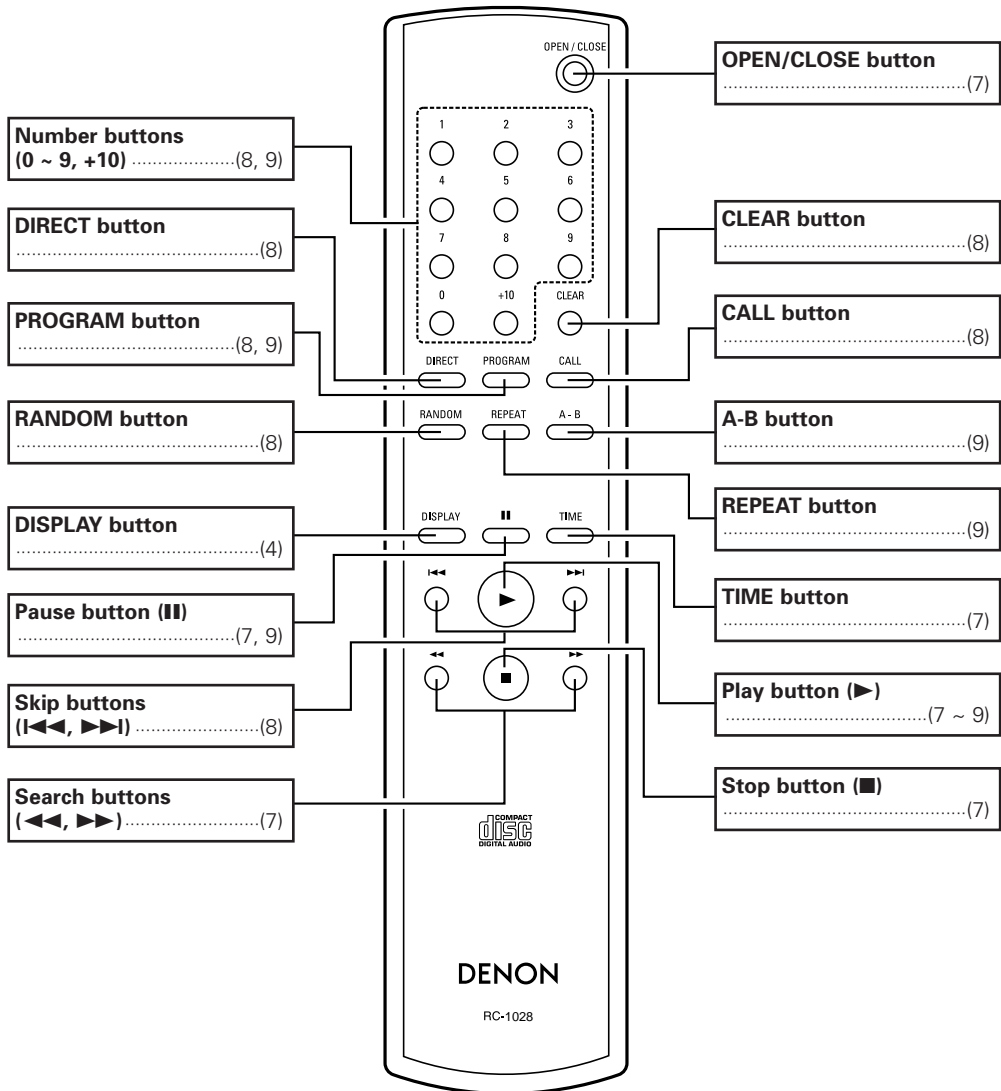 OPEN / CLOSE
OPEN/CLOSE button
..............................................(7)
Number buttons
(0 ~ 9, +10) ....................(8, 9)
1 2 3
4 5 6
7 8 9
0 +10 CLEAR
DIRECT button
..............................................(8)
CLEAR button
..............................................(8)
PROGRAM button
........................................(8, 9)
CALL button
..............................................(8)
DIRECT PROGRAM CALL
RANDOM button
..............................................(8)
A-B button
..............................................(9)
RANDOM REPEAT A - B
REPEAT button
..............................................(9)
DISPLAY button
..............................................(4)
DISPLAY ⏸ TIME
Pause button (⏸)
........................................(7, 9)
TIME button
..............................................(7)
⏮ ▶ ⏭
Skip buttons
(⏮, ⏭) .......................(8)
Play button (▶)
......................................(7 ~ 9)
◀◀ ■ ▶▶
Search buttons
(◀◀, ▶▶) .........................(7)
Stop button (■)
..............................................(7)
COMPACT
disc
DIGITAL AUDIO
DENON
RC-1028